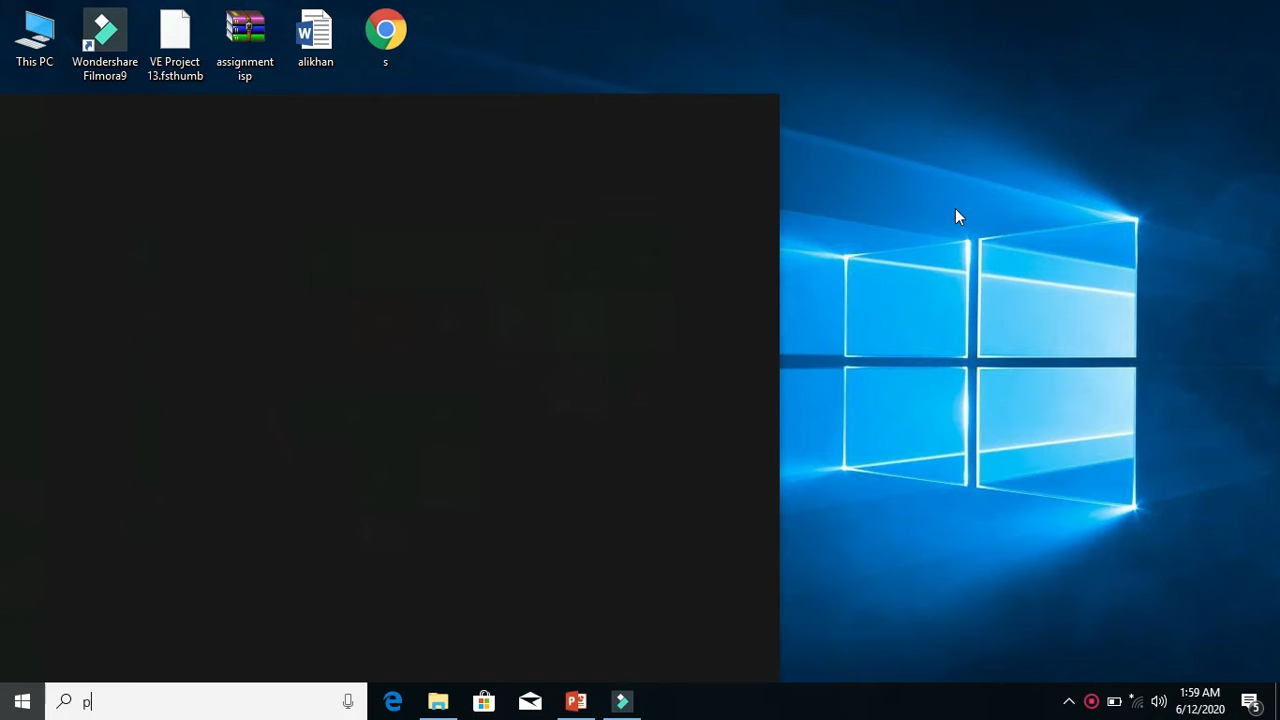 This PC
Wondershare
Filmora9
VE Project
13.fsthumb
assignment
isp
alikhan
s
p
1:59 AM
6/12/2020
5